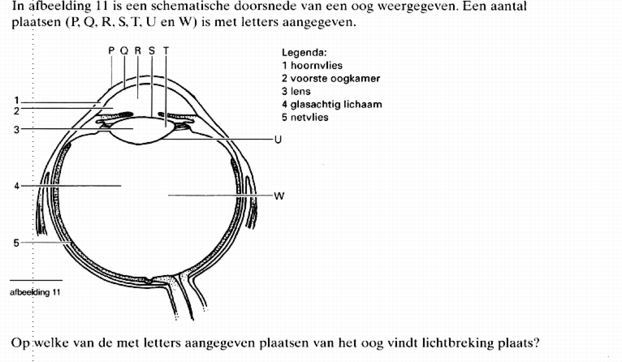 In afbeelding 11 is een schematische doorsnede van een oog weergegeven. Een aantal
plaatsen (P, Q, R, S, T, U en W) is met letters aangegeven.
P Q R S T
Legenda:
1 hoornvlies
2 voorste oogkamer
3 lens
4 glasachtig lichaam
5 netvlies
1
2
3
U
4
W
5
afbeelding 11
Op welke van de met letters aangegeven plaatsen van het oog vindt lichtbreking plaats?